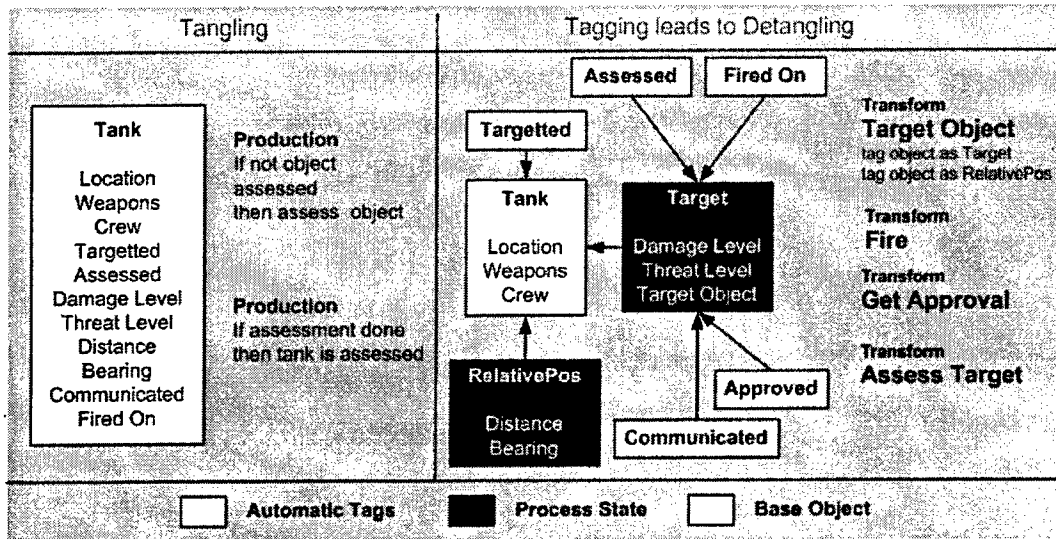 Tangling
Tagging leads to Detangling
Tank
Location
Weapons
Crew
Targetted
Assessed
Damage Level
Threat Level
Distance
Bearing
Communicated
Fired On
Production
If not object
assessed
then assess object
Production
If assessment done
then tank is assessed
Assessed
Fired On
Targetted
Tank
Location
Weapons
Crew
Target
Damage Level
Threat Level
Target Object
RelativePos
Distance
Bearing
Approved
Communicated
Transform
Target Object
tag object as Target
tag object as RelativePos
Transform
Fire
Transform
Get Approval
Transform
Assess Target
Automatic Tags
Process State
Base Object